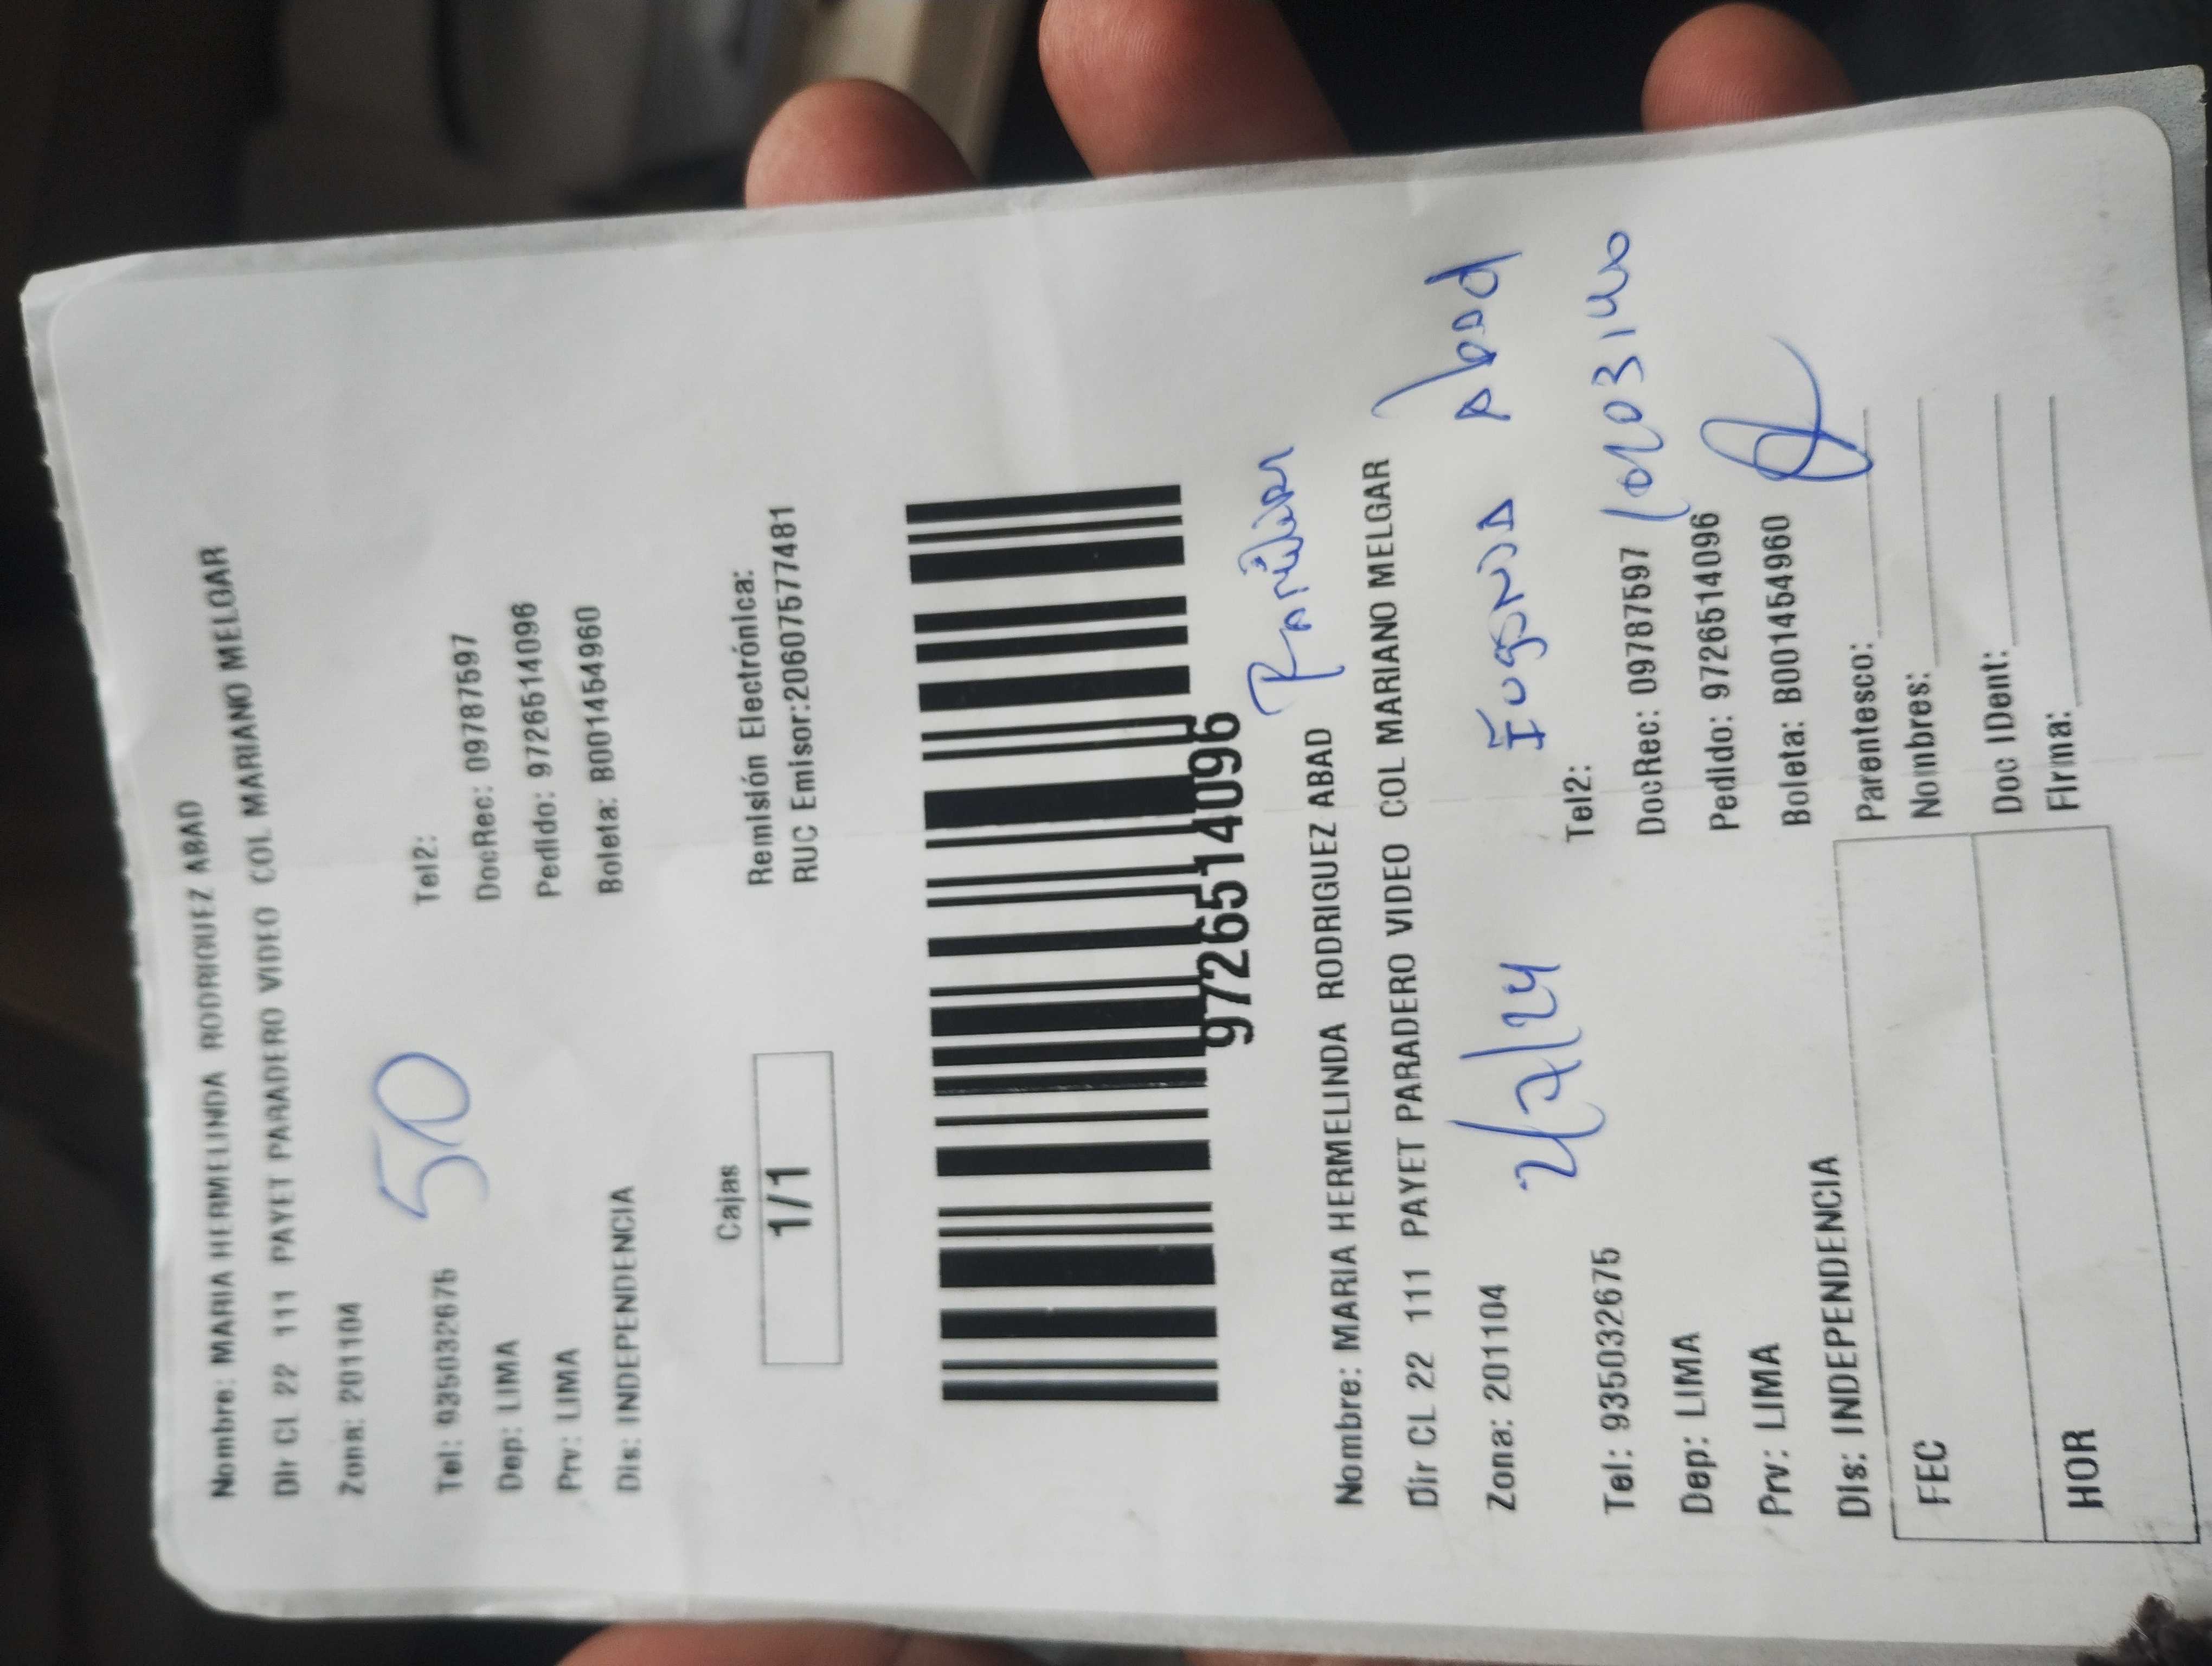 Nombre: MARIA HERMELINDA RODRIGUEZ ABAD
Dir CL 22 111 PAYET PARADERO VIDEO COL MARIANO MELGAR
Zona: 201104
50
Tel: 935032675 Tel2:
Dep: LIMA DocRec: 09787597
Prv: LIMA Pedido: 9726514096
Dis: INDEPENDENCIA Boleta: B001454960
Cajas Remisión Electrónica:
1/1 RUC Emisor:20607577481
9726514096
Familiar
Nombre: MARIA HERMELINDA RODRIGUEZ ABAD
Dir CL 22 111 PAYET PARADERO VIDEO COL MARIANO MELGAR
Abad
Zona: 201104
Tel: 935032675 Tel2:
Dep: LIMA DocRec: 09787597
Prv: LIMA Pedido: 9726514096
Dis: INDEPENDENCIA Boleta: B001454960
FEC Parentesco:
Nombres:
HOR Doc IDent:
Firma: